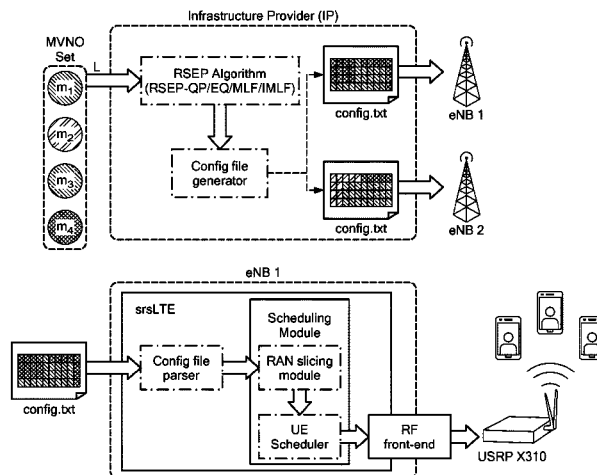 Infrastructure Provider (IP)
MVNO
Set
L
m1
m2
m3
m4
RSEP Algorithm
(RSEP-QP/EQ/MLF/IMLF)
Config file
generator
config.txt
eNB 1
config.txt
eNB 2
eNB 1
srsLTE
Scheduling
Module
config.txt
Config file
parser
RAN slicing
module
UE
Scheduler
RF
front-end
USRP X310